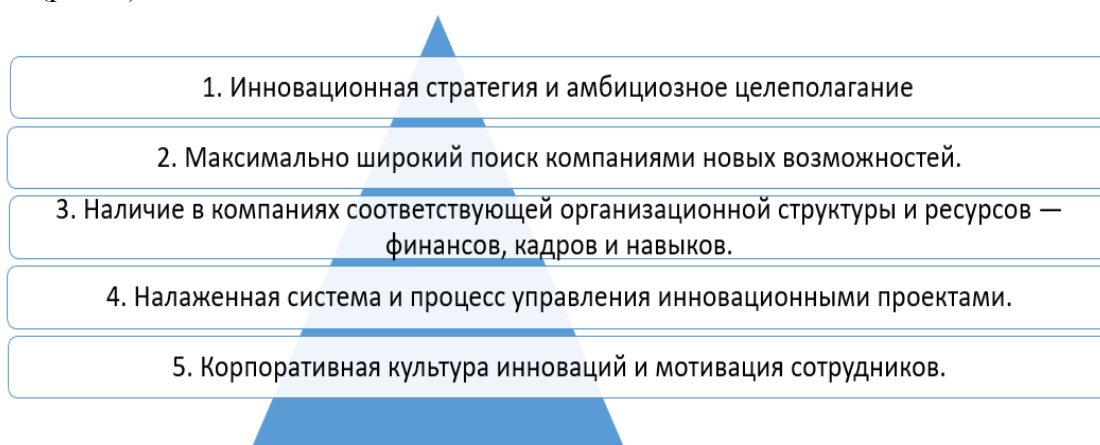 1. Инновационная стратегия и амбициозное целеполагание
2. Максимально широкий поиск компаниями новых возможностей.
3. Наличие в компаниях соответствующей организационной структуры и ресурсов —
финансов, кадров и навыков.
4. Налаженная система и процесс управления инновационными проектами.
5. Корпоративная культура инноваций и мотивация сотрудников.